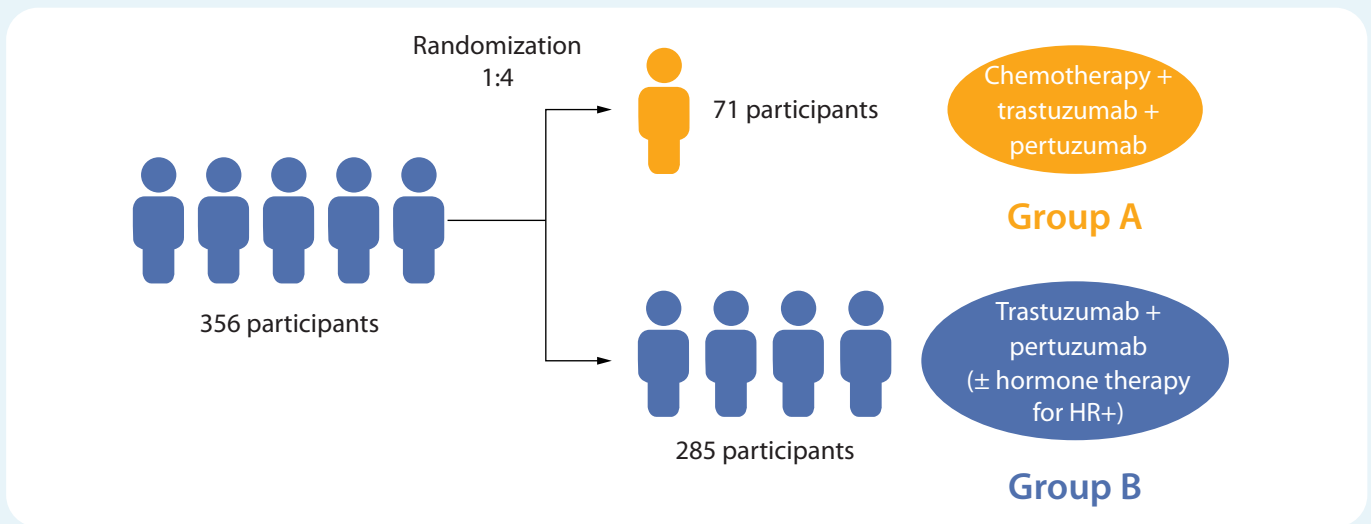 Randomization
1:4
356 participants
71 participants
Chemotherapy +
trastuzumab +
pertuzumab
Group A
285 participants
Trastuzumab +
pertuzumab
(± hormone therapy
for HR+)
Group B